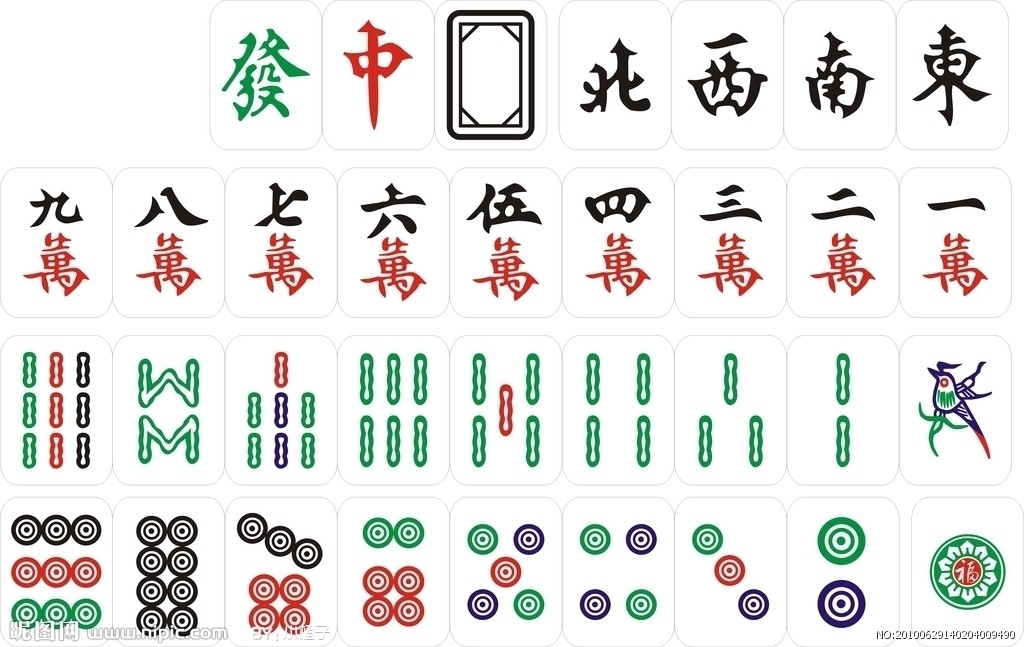 發 中 北 西 南 東
九 八 七 六 伍 四 三 二 一
萬 萬 萬 萬 萬 萬 萬 萬 萬
福
昵图网 www.nipic.com BY:小橙子
NO:20100629140204009490